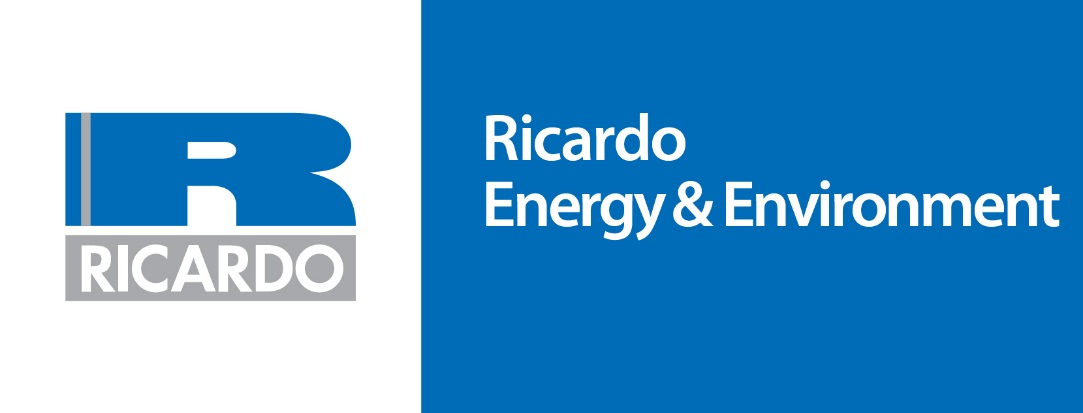 R
RICARDO
Ricardo
Energy & Environment